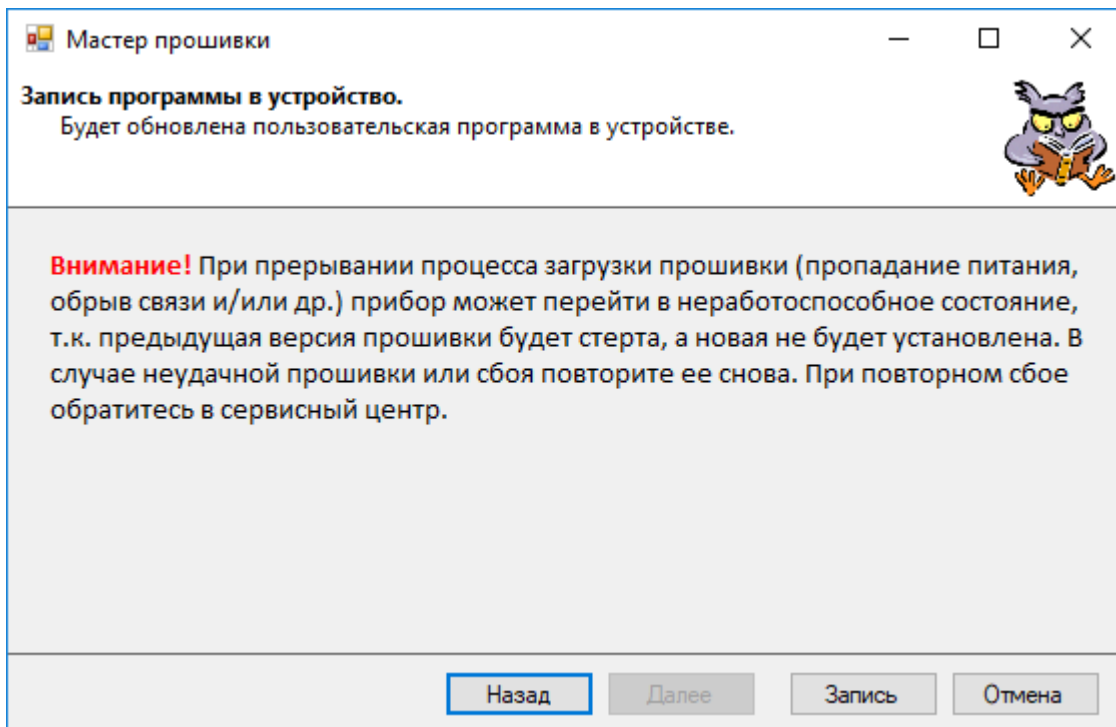 Мастер прошивки
Запись программы в устройство.
Будет обновлена пользовательская программа в устройстве.
Внимание! При прерывании процесса загрузки прошивки (пропадание питания,
обрыв связи и/или др.) прибор может перейти в неработоспособное состояние,
т.к. предыдущая версия прошивки будет стерта, а новая не будет установлена. В
случае неудачной прошивки или сбоя повторите ее снова. При повторном сбое
обратитесь в сервисный центр.
Назад Далее Запись Отмена